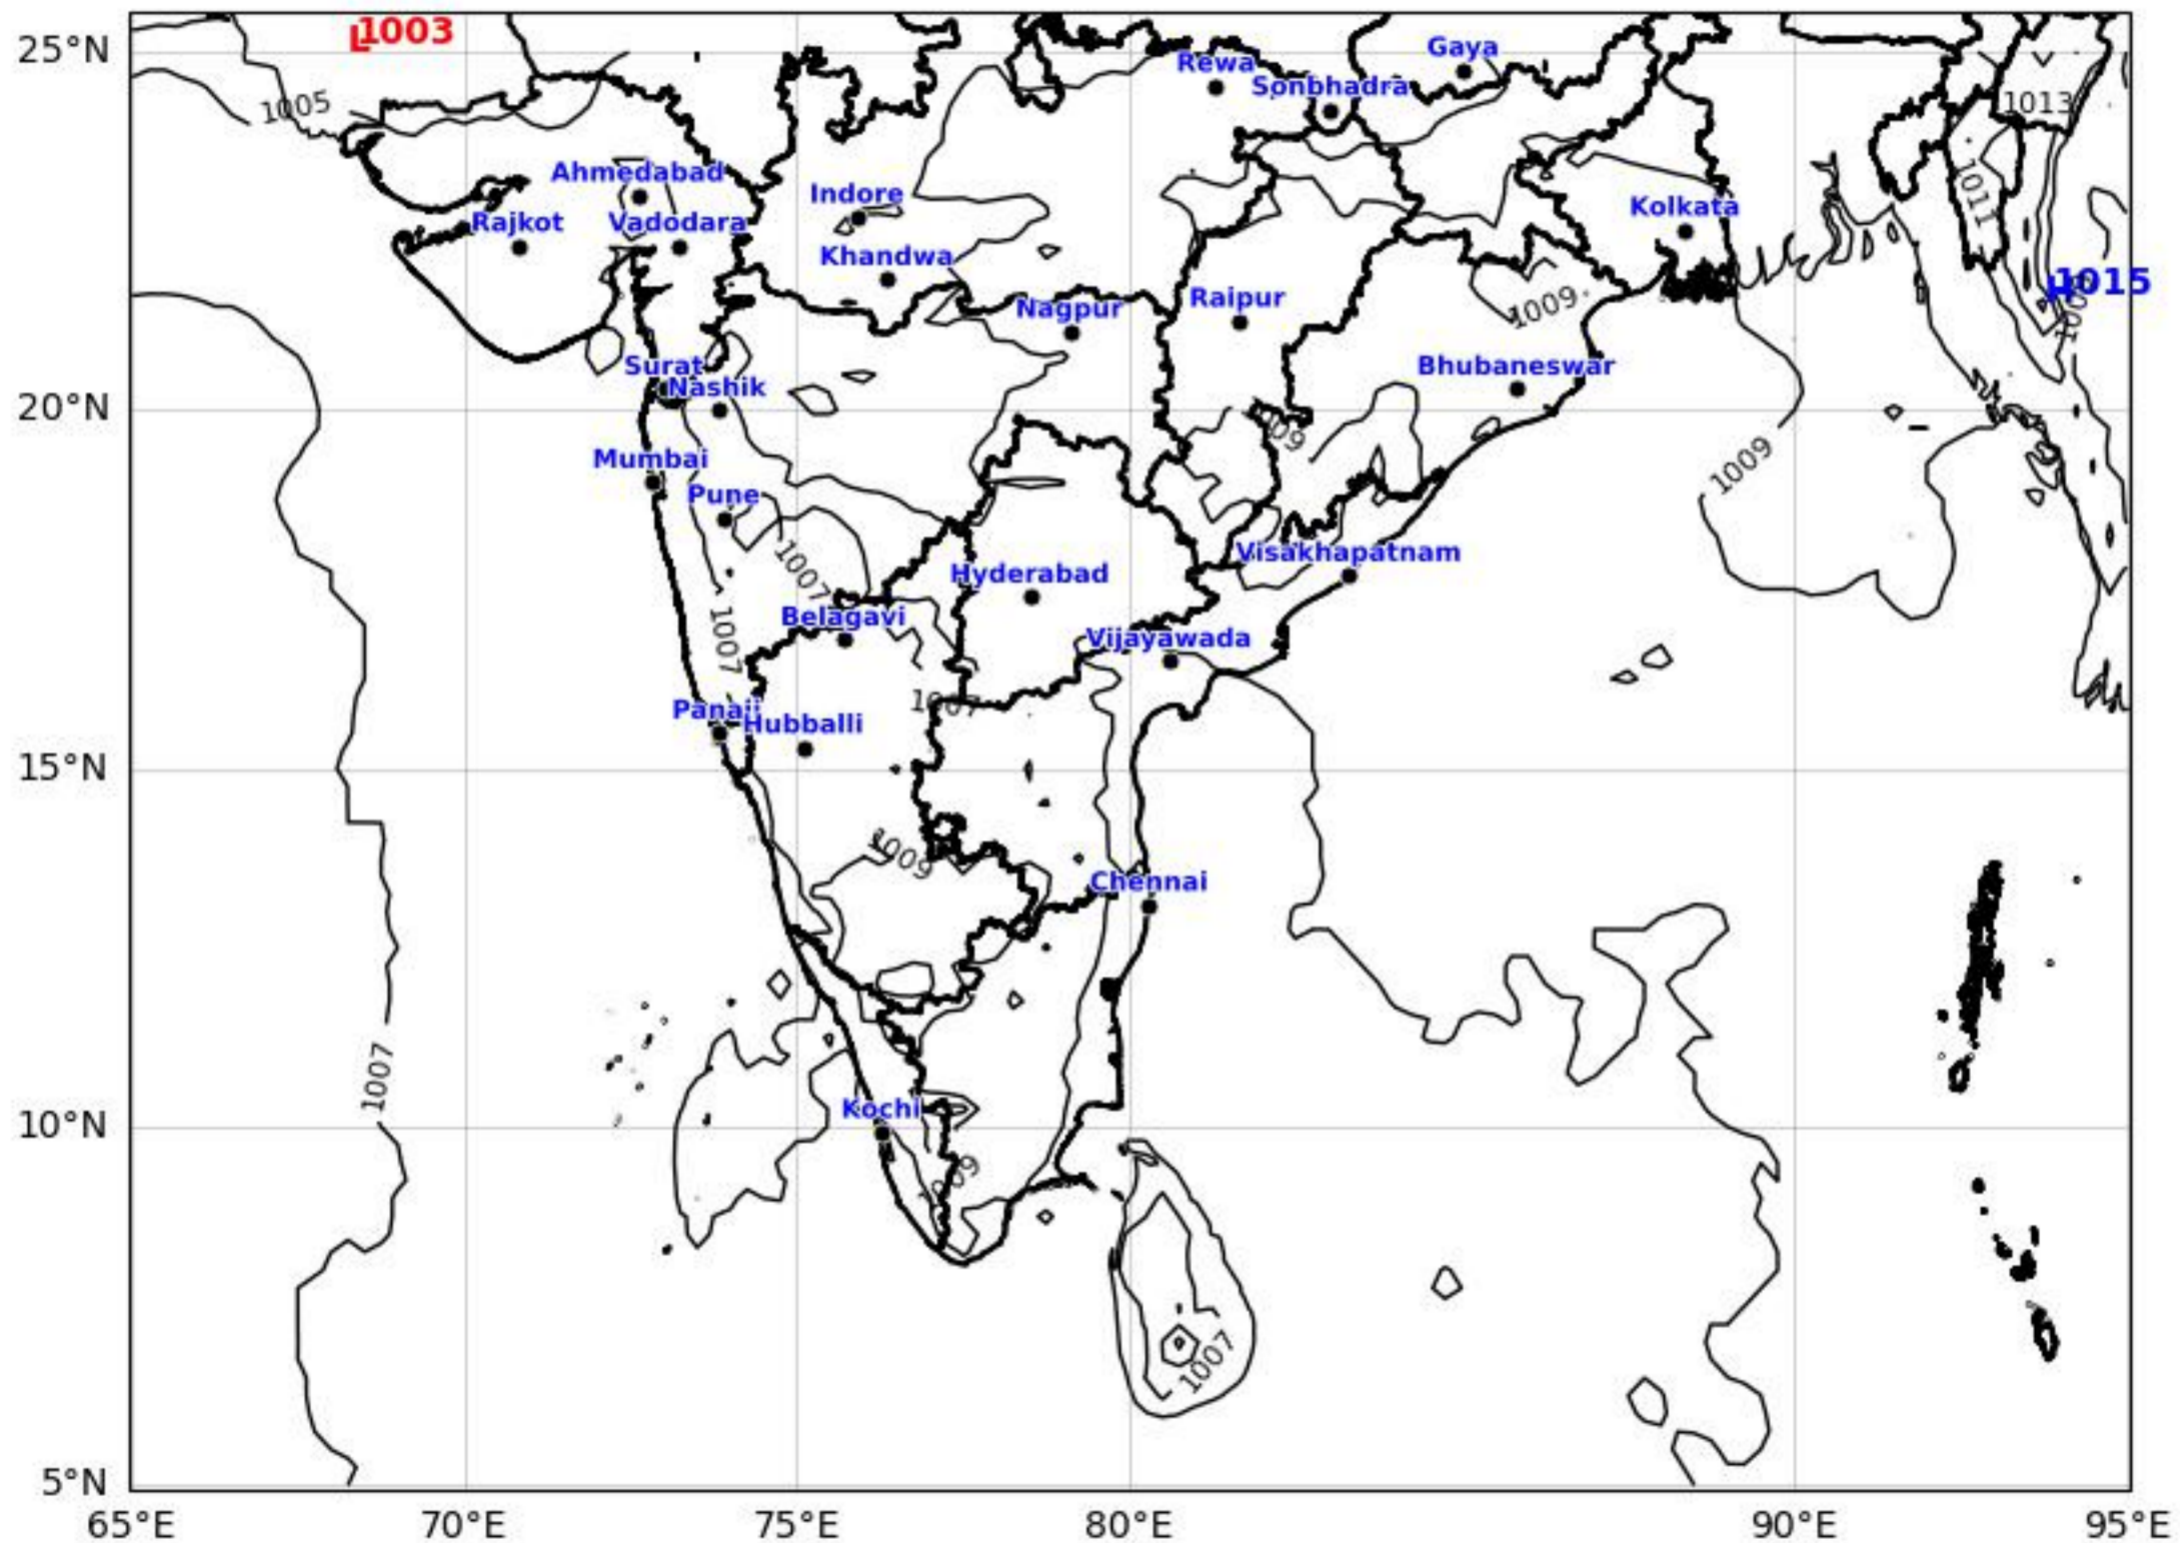 L1003
25°N
Gaya
Rewa
Sonbhadra
1005
1013
Ahmedabad
Indore
1011
Rajkot
Vadodara
Kolkata
Khandwa
H1015
Nagpur
Raipur
1009
Surat
Nashik
Bhubaneswar
20°N
Mumbai
1009
Pune
Visakhapatnam
1007
Hyderabad
Belagavi
1007
Vijayawada
1007
Panaji
Hubballi
15°N
1009
Chennai
1007
Kochi
10°N
1009
1007
5°N
65°E
70°E
75°E
80°E
90°E
95°E